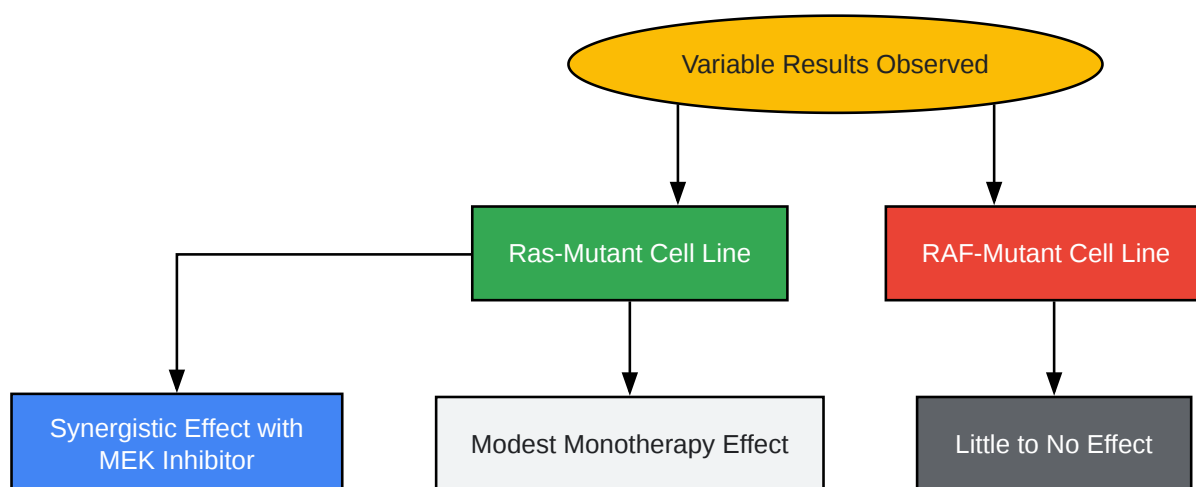 Variable Results Observed
Ras-Mutant Cell Line
RAF-Mutant Cell Line
Synergistic Effect with
MEK Inhibitor
Modest Monotherapy Effect
Little to No Effect